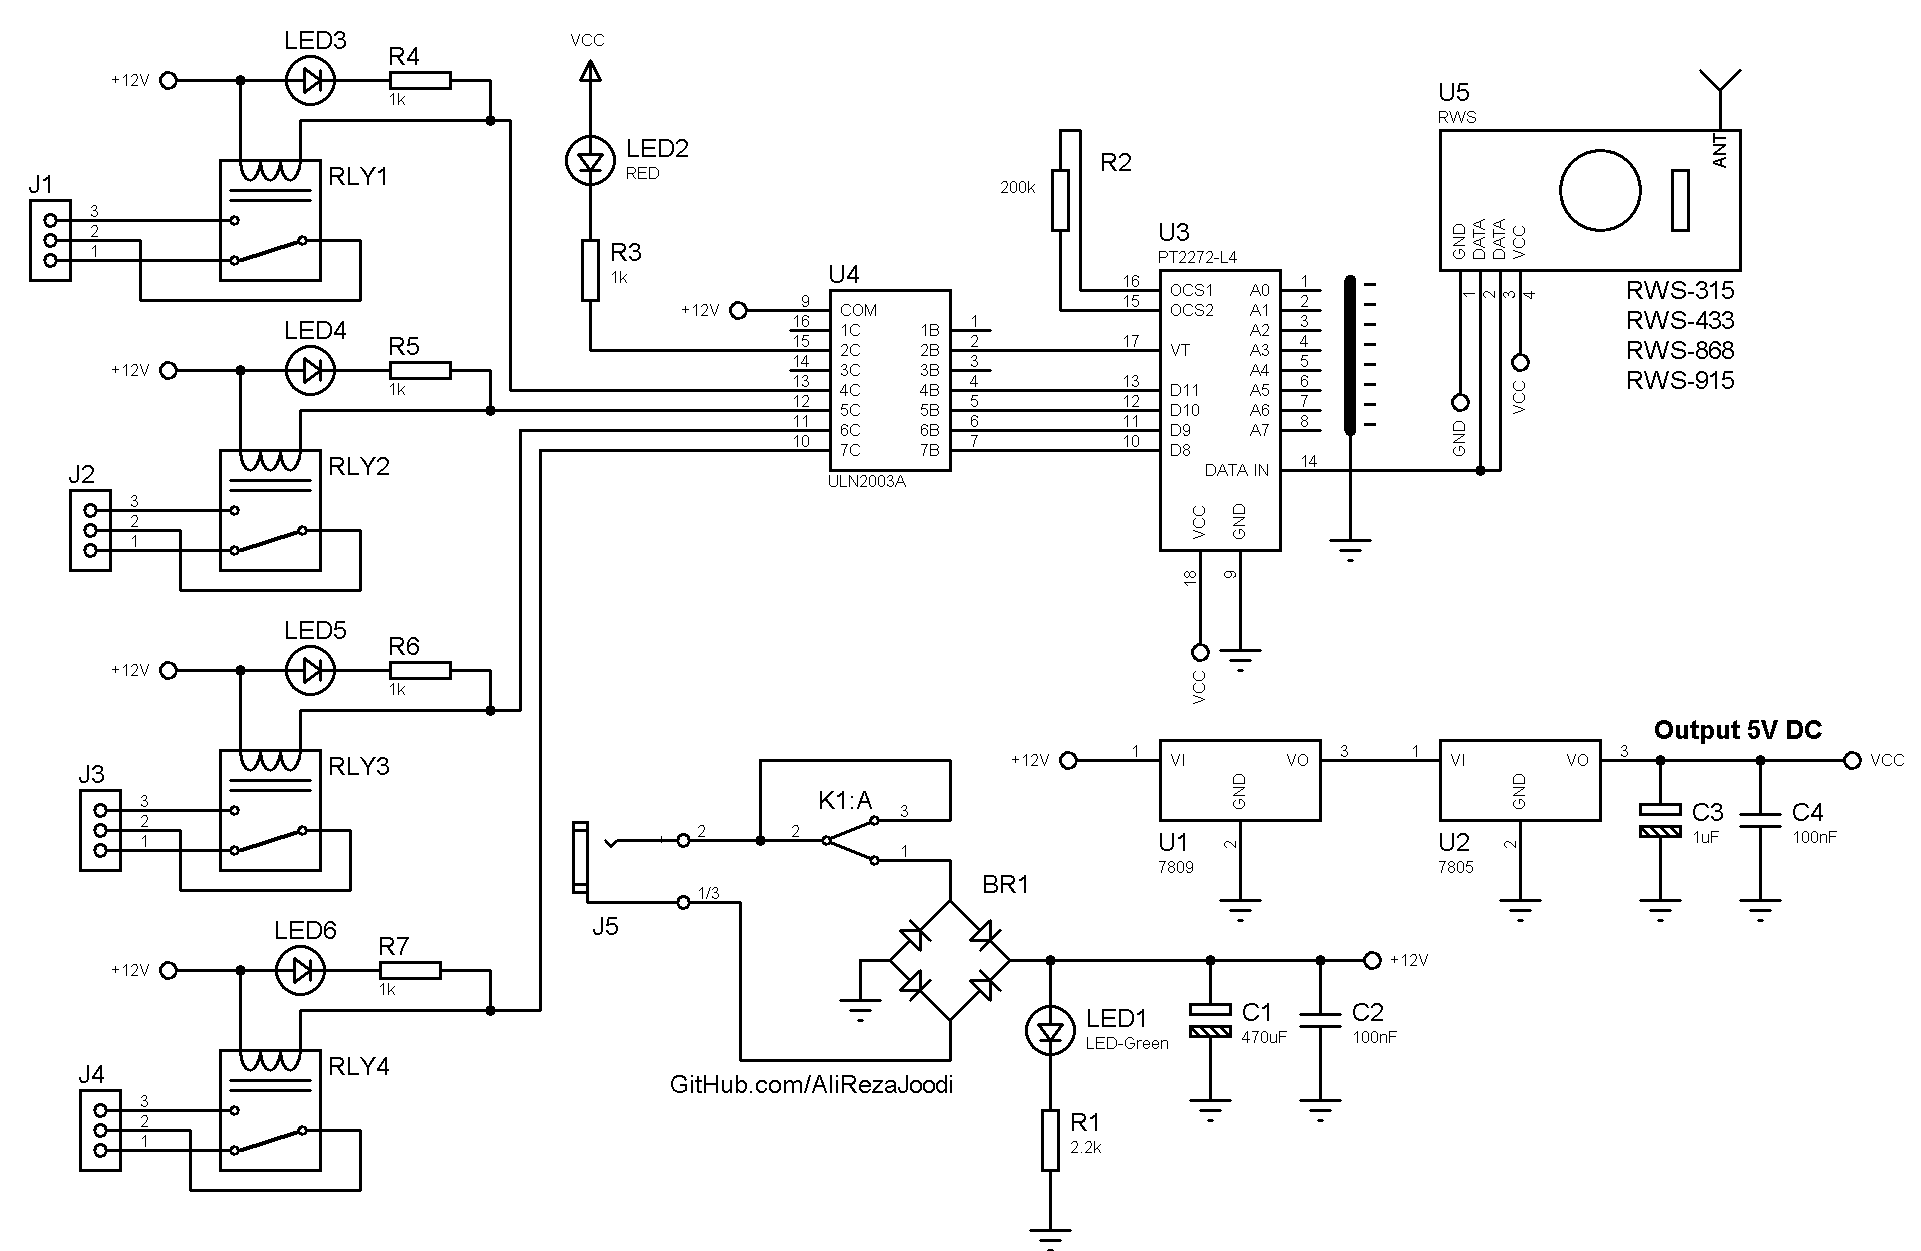 LED3
R4
+12V
1k
RLY1
J1
3
2
1
LED4
R5
+12V
1k
RLY2
J2
3
2
1
LED5
R6
+12V
1k
RLY3
J3
3
2
1
LED6
R7
+12V
1k
RLY4
J4
3
2
1
VCC
LED2
RED
R3
1k
U4
+12V
9 COM
16 1C 1B 1
15 2C 2B 2
14 3C 3B 3
13 4C 4B 4
12 5C 5B 5
11 6C 6B 6
10 7C 7B 7
ULN2003A
R2
200k
U3
PT2272-L4
16 OCS1 A0 1
15 OCS2 A1 2
A2 3
17 VT A3 4
A4 5
13 D11 A5 6
12 D10 A6 7
11 D9 A7 8
10 D8
DATA IN 14
VCC GND
18 9
VCC
U5
RWS
ANT
GND DATA DATA VCC
1 2 3 4
GND
VCC
RWS-315
RWS-433
RWS-868
RWS-915
Output 5V DC
+12V 1 VI VO 3
GND
2
U1
7809
1 VI VO 3
GND
2
U2
7805
VCC
C3
1uF
C4
100nF
K1:A
3
2
1
+ 2
1/3
J5
BR1
+12V
LED1
LED-Green
C1
470uF
C2
100nF
R1
2.2k
GitHub.com/AliRezaJoodi